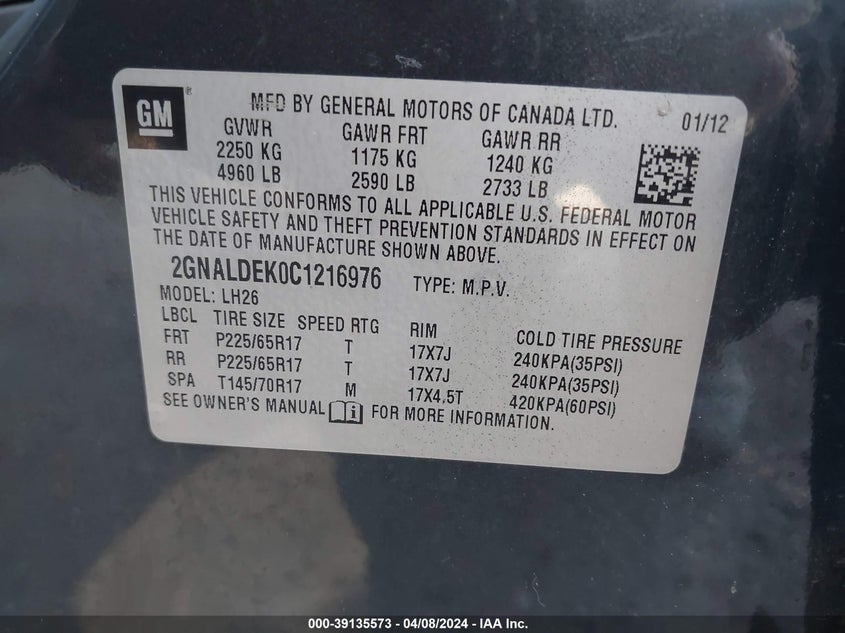 GM ®
MFD BY GENERAL MOTORS OF CANADA LTD. 01/12
GVWR GAWR FRT GAWR RR
2250 KG 1175 KG 1240 KG
4960 LB 2590 LB 2733 LB
THIS VEHICLE CONFORMS TO ALL APPLICABLE U.S. FEDERAL MOTOR
VEHICLE SAFETY AND THEFT PREVENTION STANDARDS IN EFFECT ON
THE DATE OF MANUFACTURE SHOWN ABOVE.
2GNALDEK0C1216976 TYPE: M.P.V.
MODEL: LH26
LBCL TIRE SIZE SPEED RTG RIM COLD TIRE PRESSURE
FRT P225/65R17 T 17X7J 240KPA(35PSI)
RR P225/65R17 T 17X7J 240KPA(35PSI)
SPA T145/70R17 M 17X4.5T 420KPA(60PSI)
SEE OWNER'S MANUAL i FOR MORE INFORMATION.
000-39135573 - 04/08/2024 - IAA Inc.